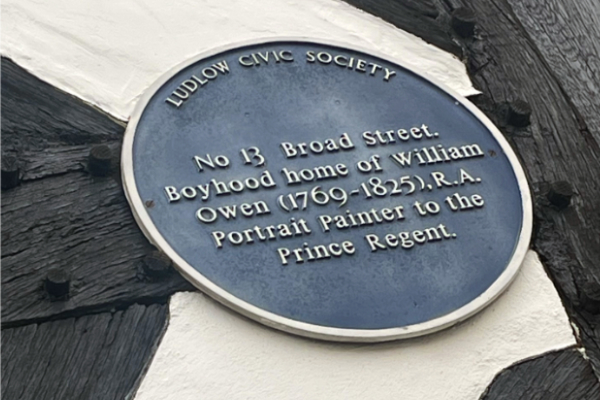 LUDLOW CIVIC SOCIETY
No 13 Broad Street.
Boyhood home of William
Owen (1769-1825), R.A.
Portrait Painter to the
Prince Regent.